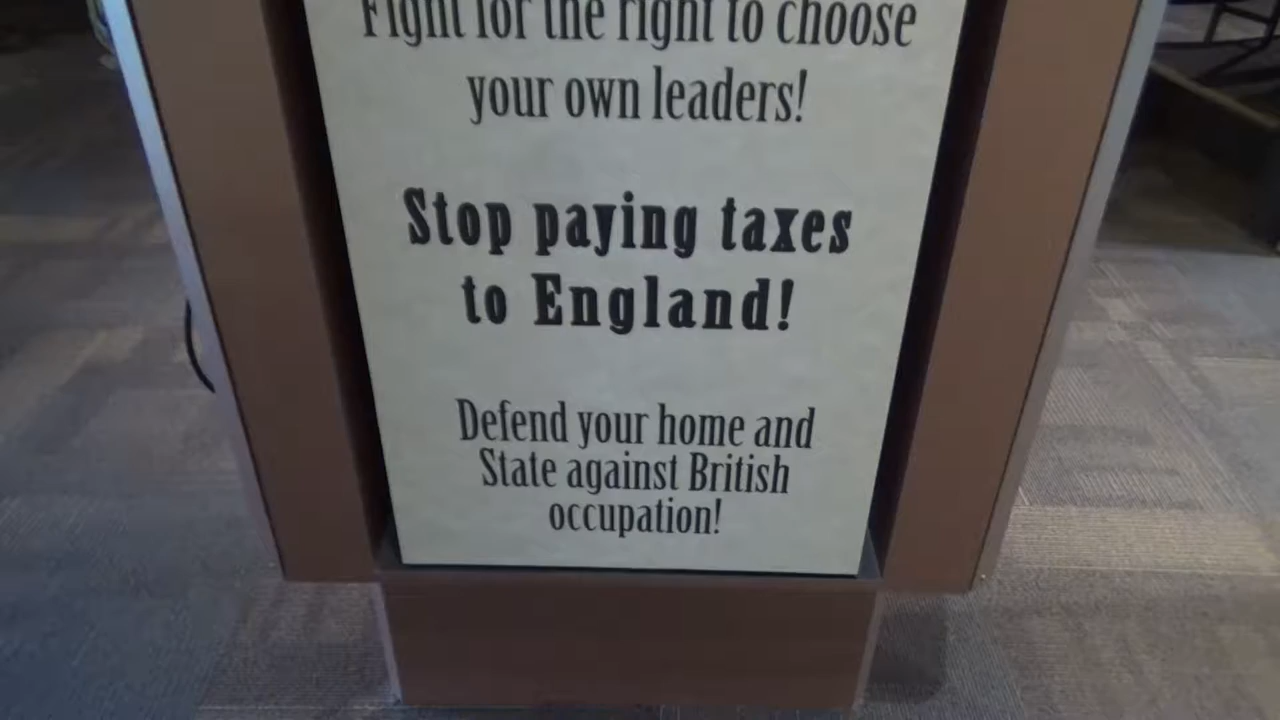 Fight for the right to choose
your own leaders!
Stop paying taxes
to England!
Defend your home and
State against British
occupation!